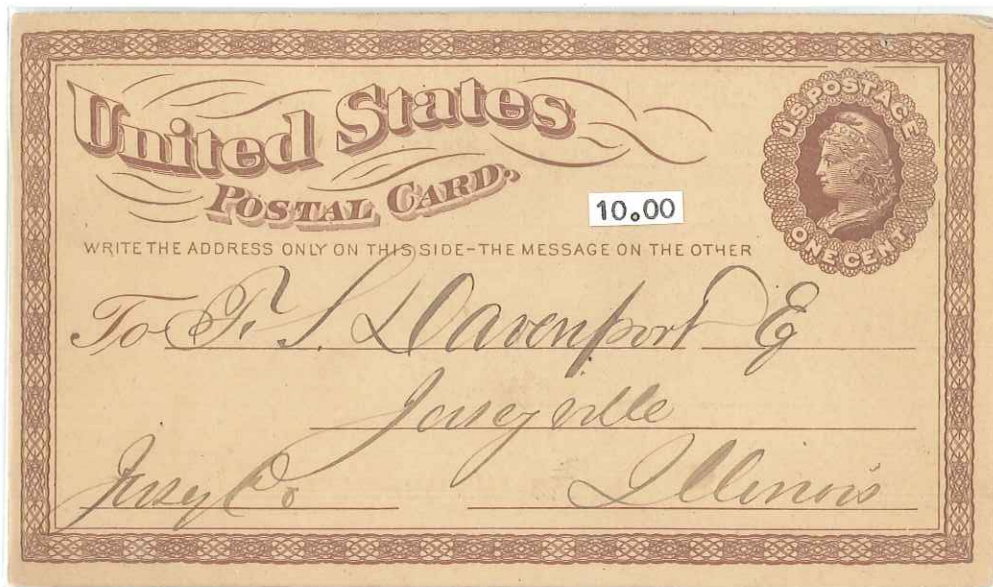 United States
POSTAL CARD.
U.S. POSTAGE
ONE CENT
10.00
WRITE THE ADDRESS ONLY ON THIS SIDE-THE MESSAGE ON THE OTHER
To S. Davenport
Jerseyville
Jersey Co Illinois